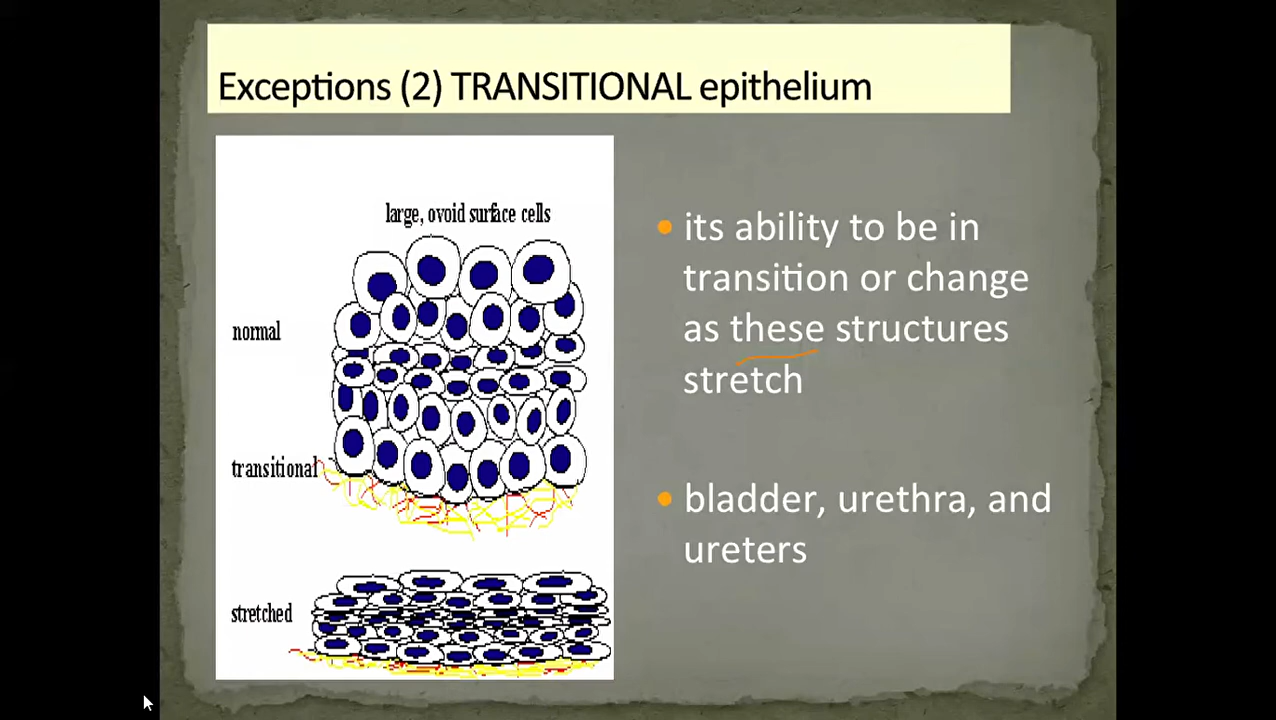 Exceptions (2) TRANSITIONAL epithelium
large, ovoid surface cells
normal
transitional
stretched
its ability to be in
transition or change
as these structures
stretch
bladder, urethra, and
ureters